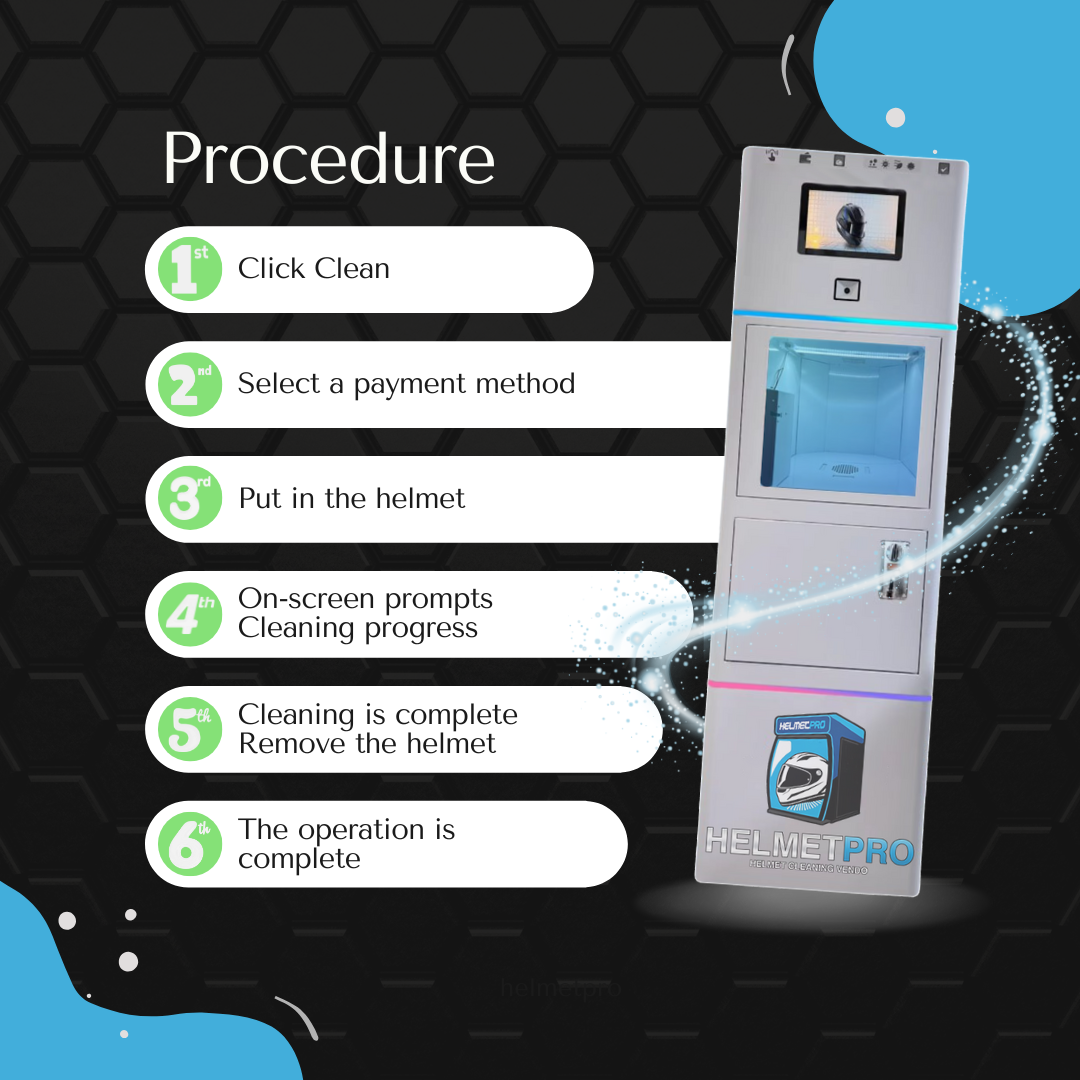 Procedure
1st
Click Clean
2nd
Select a payment method
3rd
Put in the helmet
4th
On-screen prompts
Cleaning progress
5th
Cleaning is complete
Remove the helmet
6th
The operation is
complete
HELMETPRO
HELMETPRO
HELMET CLEANING VENDO
helmetpro